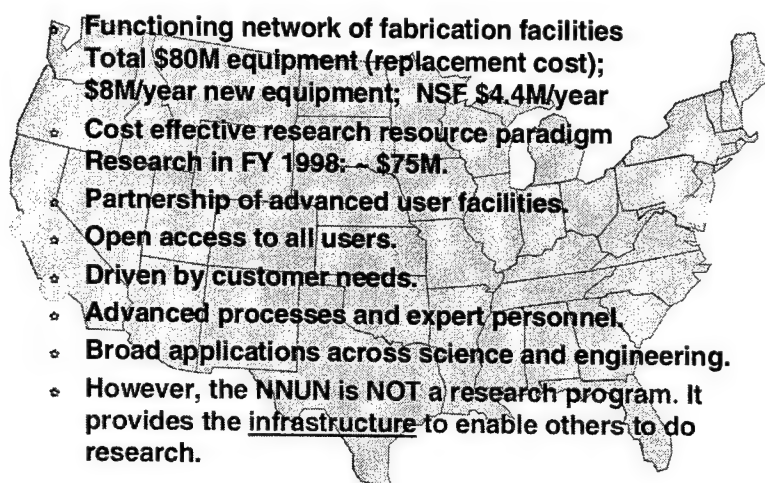 Functioning network of fabrication facilities
Total $80M equipment (replacement cost);
$8M/year new equipment; NSF $4.4M/year
Cost effective research resource paradigm
Research in FY 1998: ~ $75M.
Partnership of advanced user facilities.
Open access to all users.
Driven by customer needs.
Advanced processes and expert personnel.
Broad applications across science and engineering.
However, the NNUN is NOT a research program. It
provides the infrastructure to enable others to do
research.